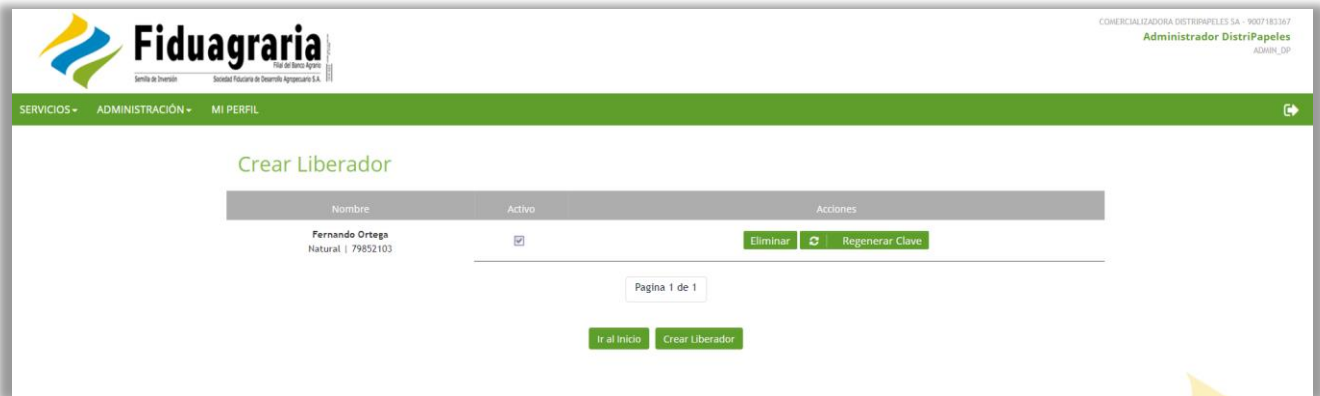 COMERCIALIZADORA DISTRIPAPELES SA - 9007183367
Administrador DistriPapeles
ADMIN_DP
Fiduagraria
Filial del Banco Agrario
Semilla de Inversión Sociedad Fiduciaria de Desarrollo Agropecuario S.A.
SERVICIOS ADMINISTRACIÓN MI PERFIL
Crear Liberador
Nombre Activo Acciones
Fernando Ortega
Natural | 79852103
Eliminar Regenerar Clave
Pagina 1 de 1
Ir al Inicio Crear Liberador